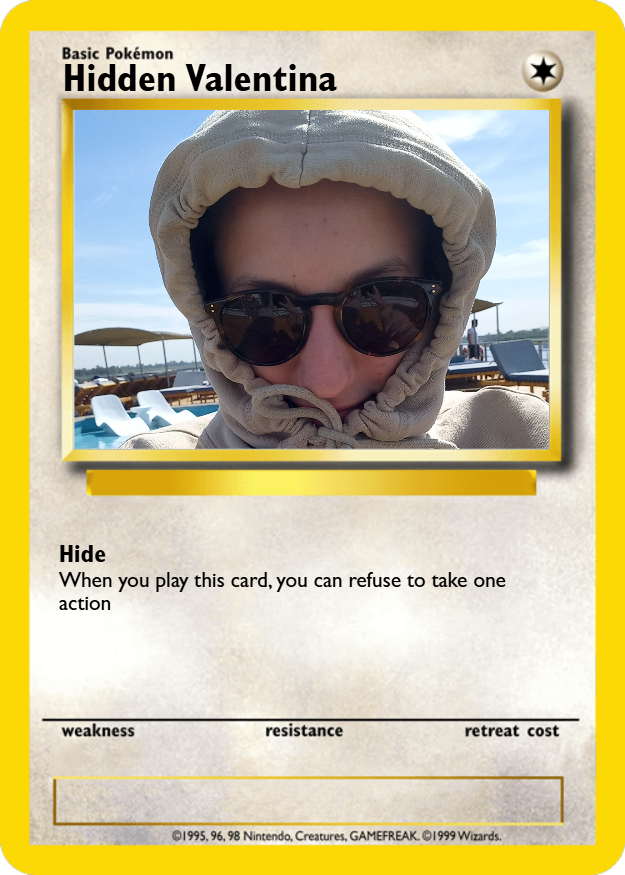 Basic Pokémon
Hidden Valentina
Hide
When you play this card, you can refuse to take one
action
weakness resistance retreat cost
©1995, 96, 98 Nintendo, Creatures, GAMEFREAK. ©1999 Wizards.